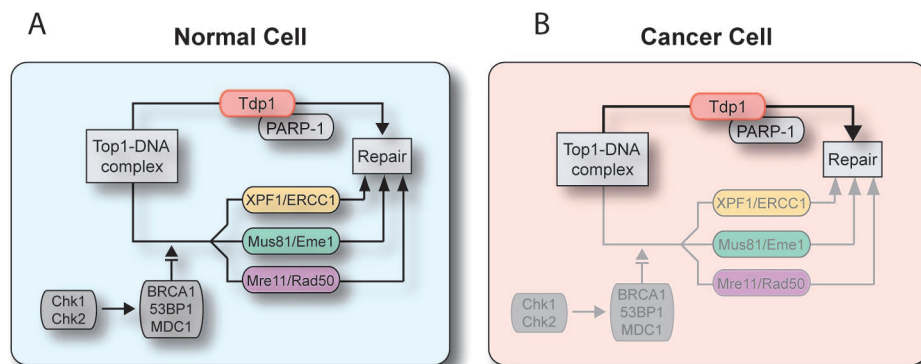 A
Normal Cell
Tdp1
PARP-1
Top1-DNA
complex
Repair
XPF1/ERCC1
Mus81/Eme1
Mre11/Rad50
Chk1
Chk2
BRCA1
53BP1
MDC1
B
Cancer Cell
Tdp1
PARP-1
Top1-DNA
complex
Repair
XPF1/ERCC1
Mus81/Eme1
Mre11/Rad50
Chk1
Chk2
BRCA1
53BP1
MDC1